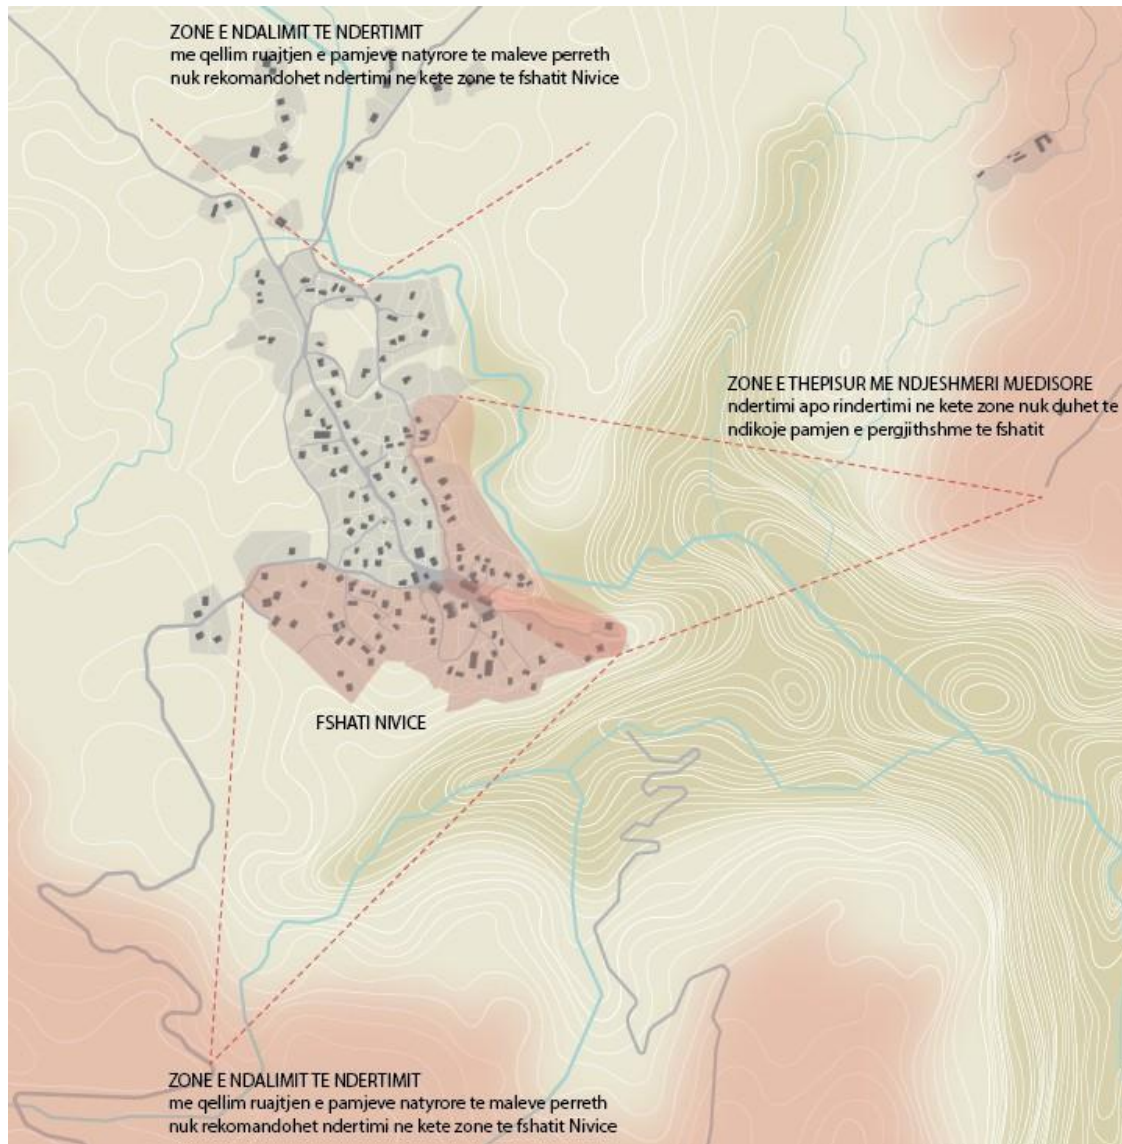 ZONE E NDALIMIT TE NDERTIMIT
me qellim ruajtjen e pamjeve natyrore te maleve perreth
nuk rekomandohet ndertimi ne kete zone te fshatit Nivice
ZONE E THEPISUR ME NDJESHMERI MJEDISORE
ndertimi apo rindertimi ne kete zone nuk duhet te
ndikoje pamjen e pergjithshme te fshatit
FSHATI NIVICE
ZONE E NDALIMIT TE NDERTIMIT
me qellim ruajtjen e pamjeve natyrore te maleve perreth
nuk rekomandohet ndertimi ne kete zone te fshatit Nivice